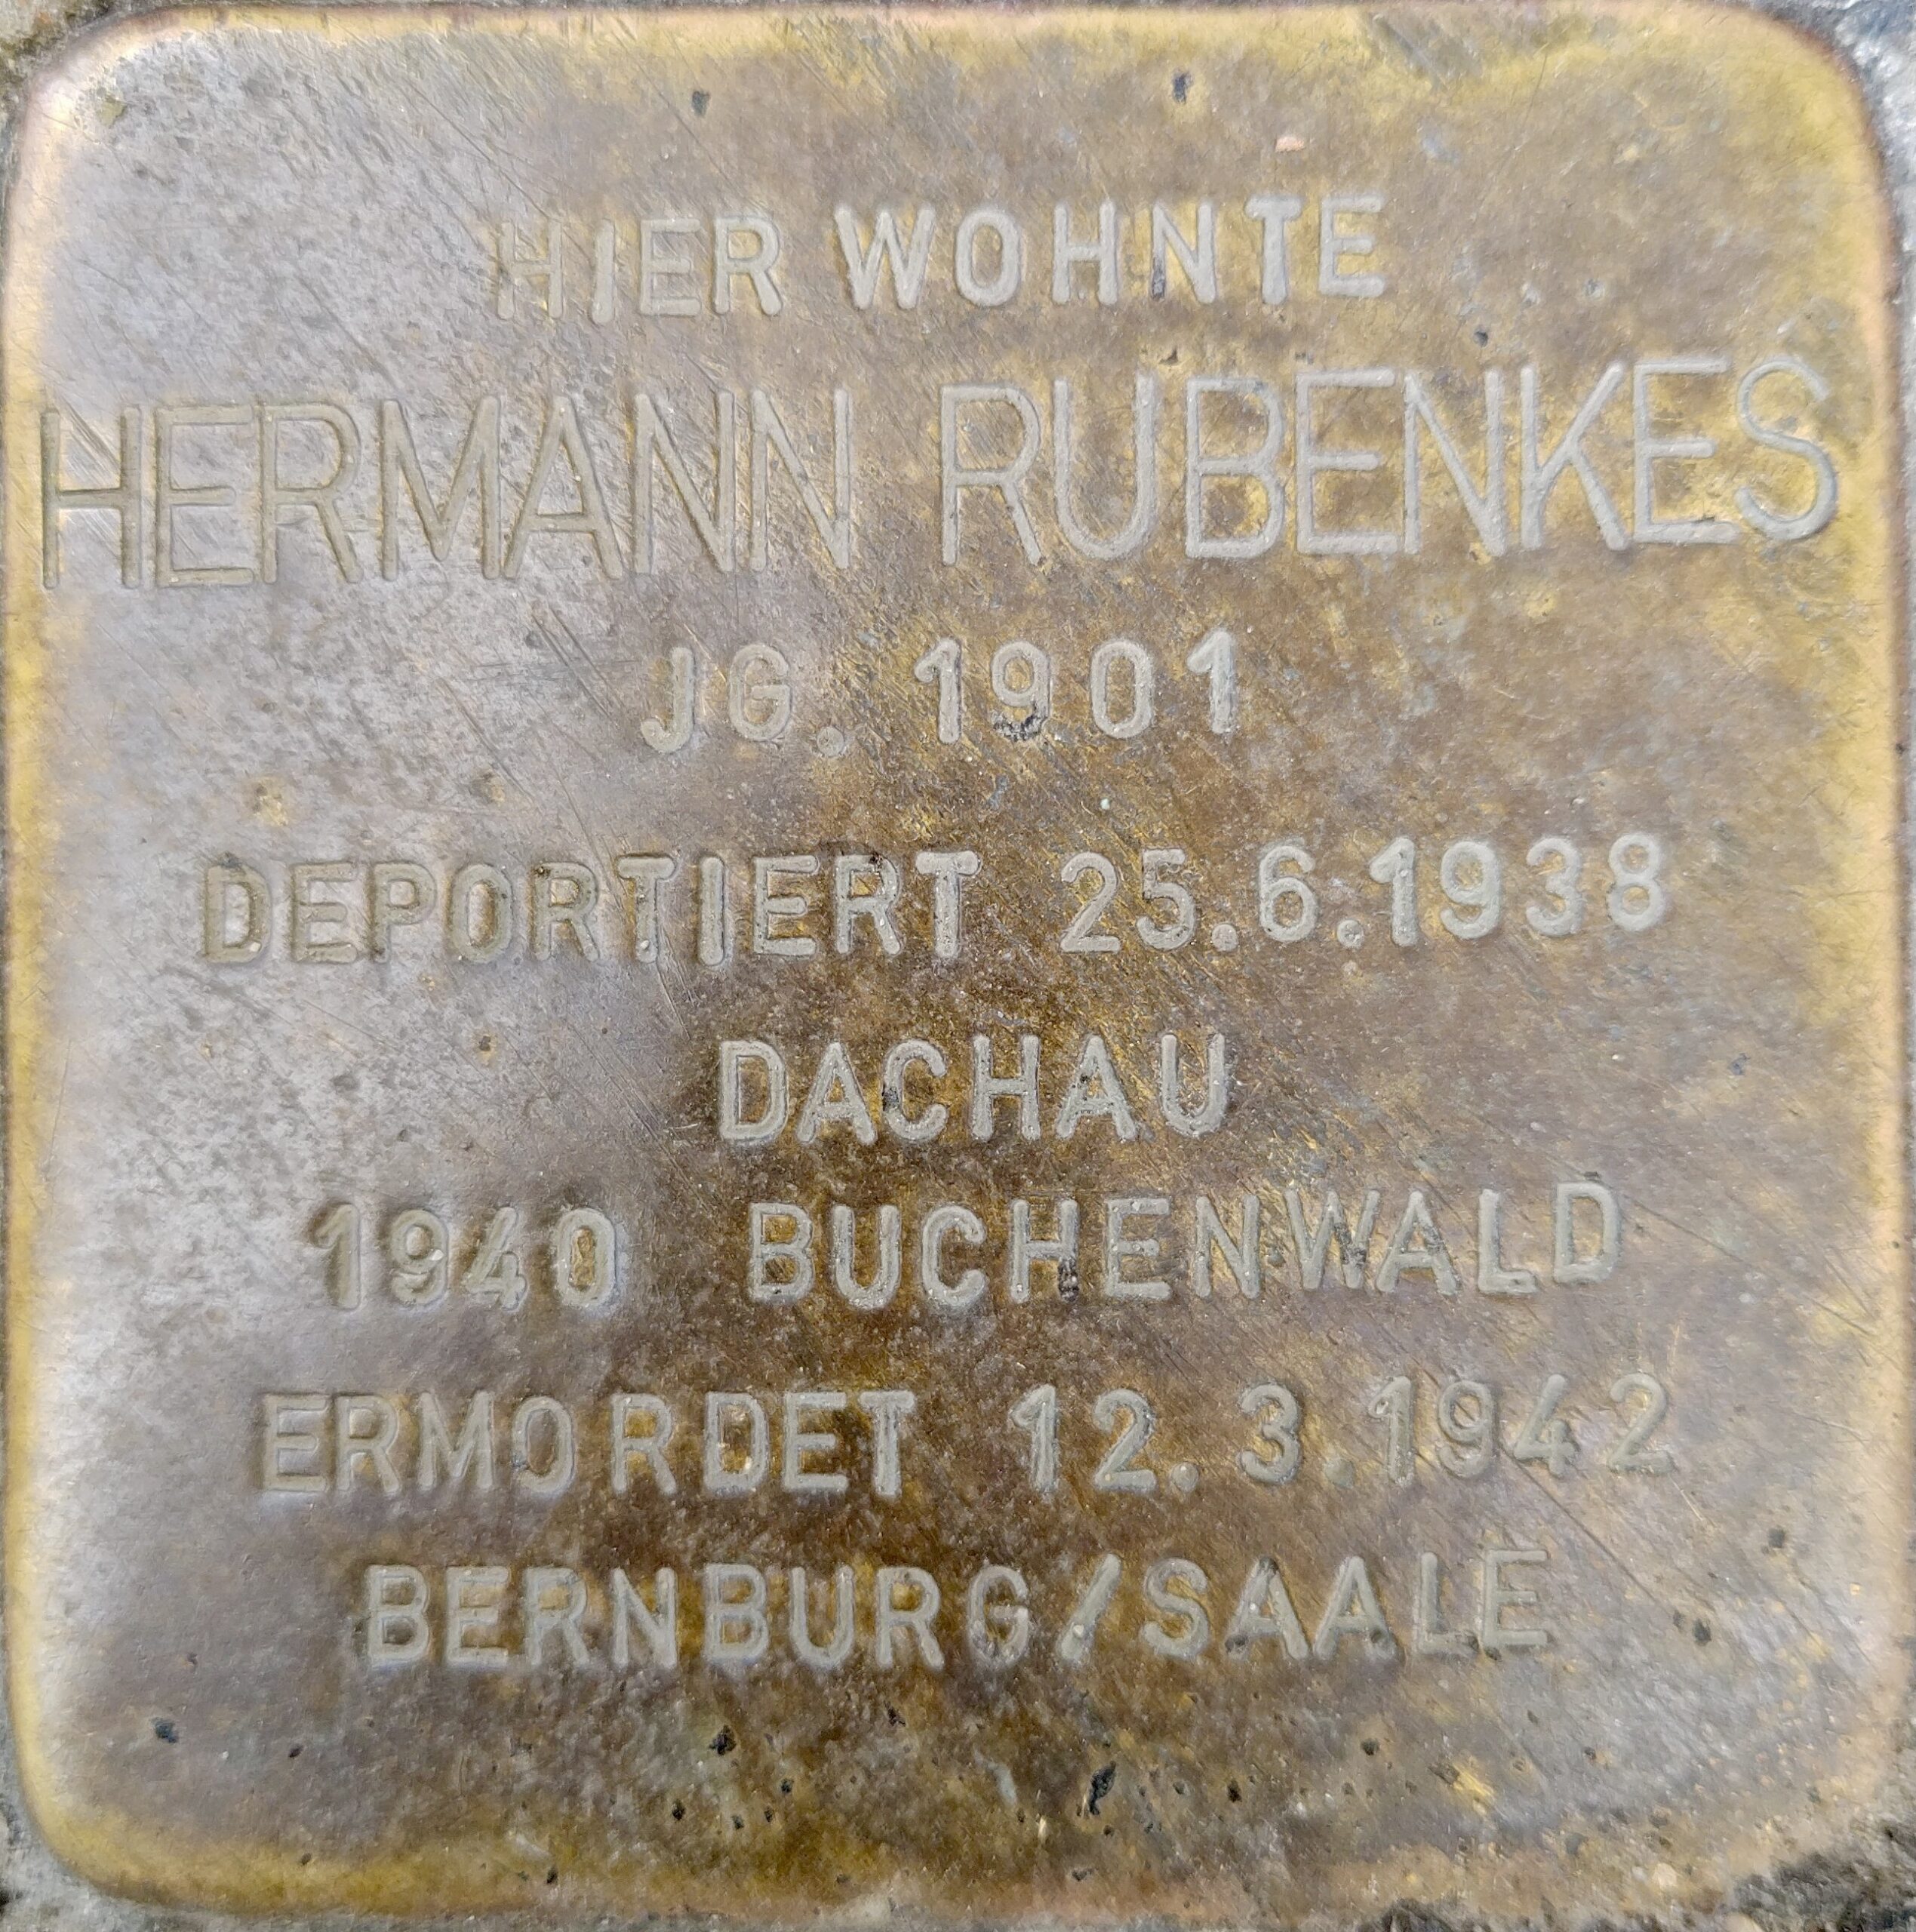 HIER WOHNTE
HERMANN RUBENKES
JG. 1901
DEPORTIERT 25.6.1938
DACHAU
1940 BUCHENWALD
ERMORDET 12.3.1942
BERNBURG/SAALE